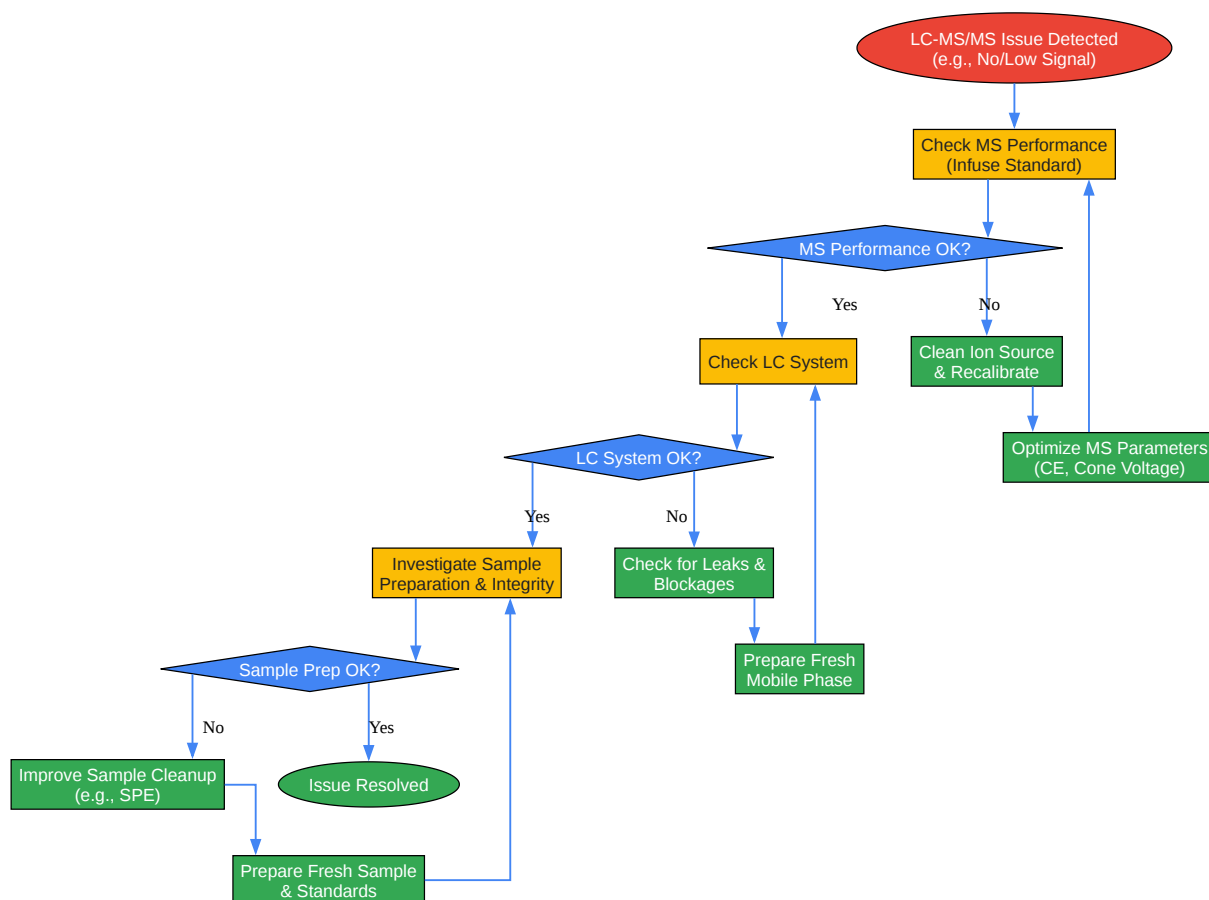 LC-MS/MS Issue Detected
(e.g., No/Low Signal)
Check MS Performance
(Infuse Standard)
MS Performance OK?
Yes
No
Check LC System
Clean Ion Source
& Recalibrate
Optimize MS Parameters
(CE, Cone Voltage)
LC System OK?
Yes
No
Investigate Sample
Preparation & Integrity
Check for Leaks &
Blockages
Prepare Fresh
Mobile Phase
Sample Prep OK?
No
Yes
Improve Sample Cleanup
(e.g., SPE)
Issue Resolved
Prepare Fresh Sample
& Standards